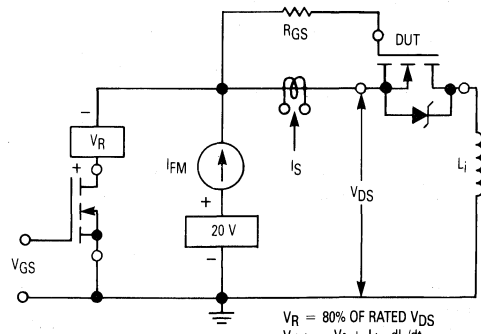 RGS
DUT
−
VR
+
IFM
IS
Li
+
VDS
20 V
−
VGS
VR = 80% OF RATED VDS